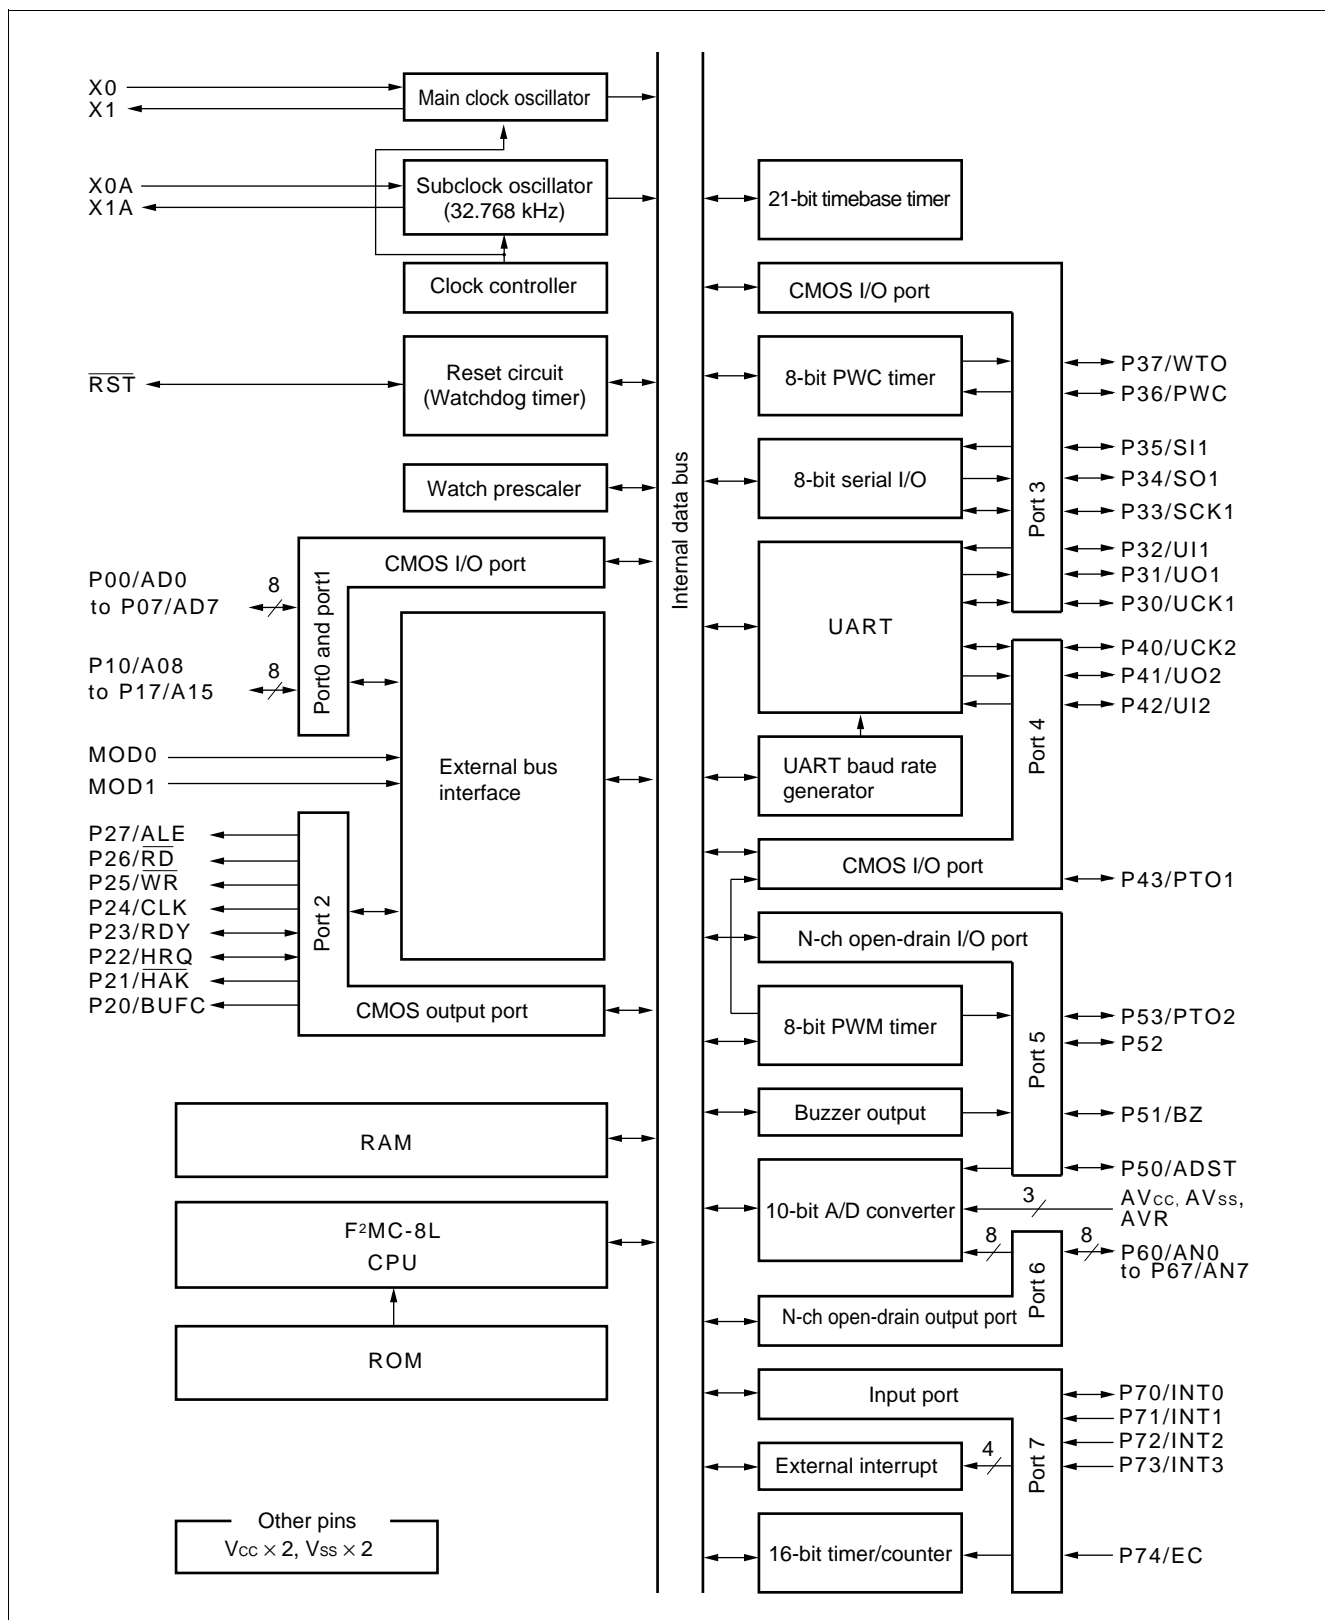 X0
X1
Main clock oscillator
X0A
X1A
Subclock oscillator
(32.768 kHz)
Clock controller
RST
Reset circuit
(Watchdog timer)
Watch prescaler
CMOS I/O port
Port0 and port1
P00/AD0
to P07/AD7
8
P10/A08
to P17/A15
8
MOD0
MOD1
External bus
interface
P27/ALE
P26/RD
P25/WR
P24/CLK
P23/RDY
P22/HRQ
P21/HAK
P20/BUFC
Port 2
CMOS output port
RAM
F²MC-8L
CPU
ROM
Other pins
Vcc × 2, Vss × 2
Internal data bus
21-bit timebase timer
CMOS I/O port
8-bit PWC timer
8-bit serial I/O
Port 3
P37/WTO
P36/PWC
P35/SI1
P34/SO1
P33/SCK1
P32/UI1
P31/UO1
P30/UCK1
UART
P40/UCK2
P41/UO2
P42/UI2
Port 4
UART baud rate
generator
CMOS I/O port
P43/PTO1
N-ch open-drain I/O port
8-bit PWM timer
Port 5
P53/PTO2
P52
Buzzer output
P51/BZ
P50/ADST
10-bit A/D converter
3
AVcc, AVss,
AVR
8
8
P60/AN0
to P67/AN7
Port 6
N-ch open-drain output port
Input port
P70/INT0
P71/INT1
P72/INT2
P73/INT3
Port 7
External interrupt
4
16-bit timer/counter
P74/EC